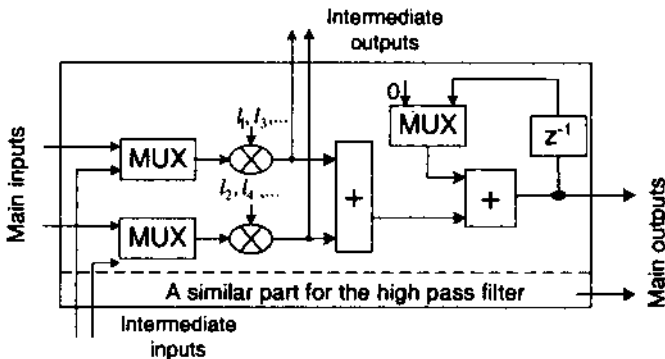 Intermediate
outputs
l₁, l₃,...
0
MUX
z⁻¹
Main inputs
MUX
+
+
l₂, l₄,...
MUX
Main outputs
A similar part for the high pass filter
Intermediate
inputs